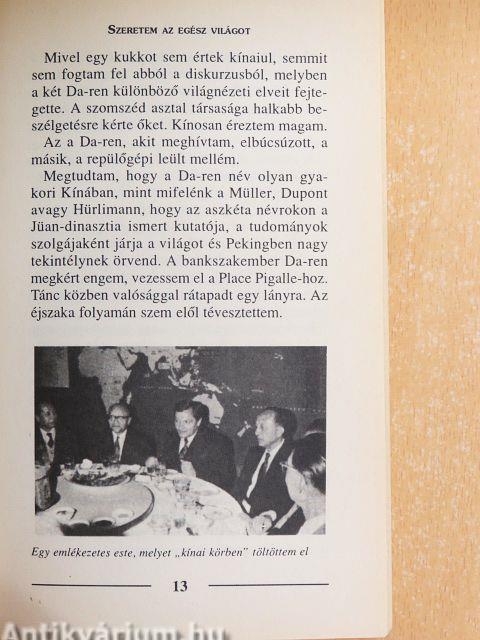 SZERETEM AZ EGÉSZ VILÁGOT
Mivel egy kukkot sem értek kínaiul, semmit
sem fogtam fel abból a diskurzusból, melyben
a két Da-ren különböző világnézeti elveit fejte-
gette. A szomszéd asztal társasága halkabb be-
szélgetésre kérte őket. Kínosan éreztem magam.
Az a Da-ren, akit meghívtam, elbúcsúzott, a
másik, a repülőgépi leült mellém.
Megtudtam, hogy a Da-ren név olyan gya-
kori Kínában, mint mifelénk a Müller, Dupont
avagy Hürlimann, hogy az aszkéta névrokon a
Jüan-dinasztia ismert kutatója, a tudományok
szolgájaként járja a világot és Pekingben nagy
tekintélynek örvend. A bankszakember Da-ren
megkért engem, vezessem el a Place Pigalle-hoz.
Tánc közben valósággal rátapadt egy lányra. Az
éjszaka folyamán szem elől tévesztettem.
Egy emlékezetes este, melyet „kínai körben" töltöttem el
13
Antikvárium.hu